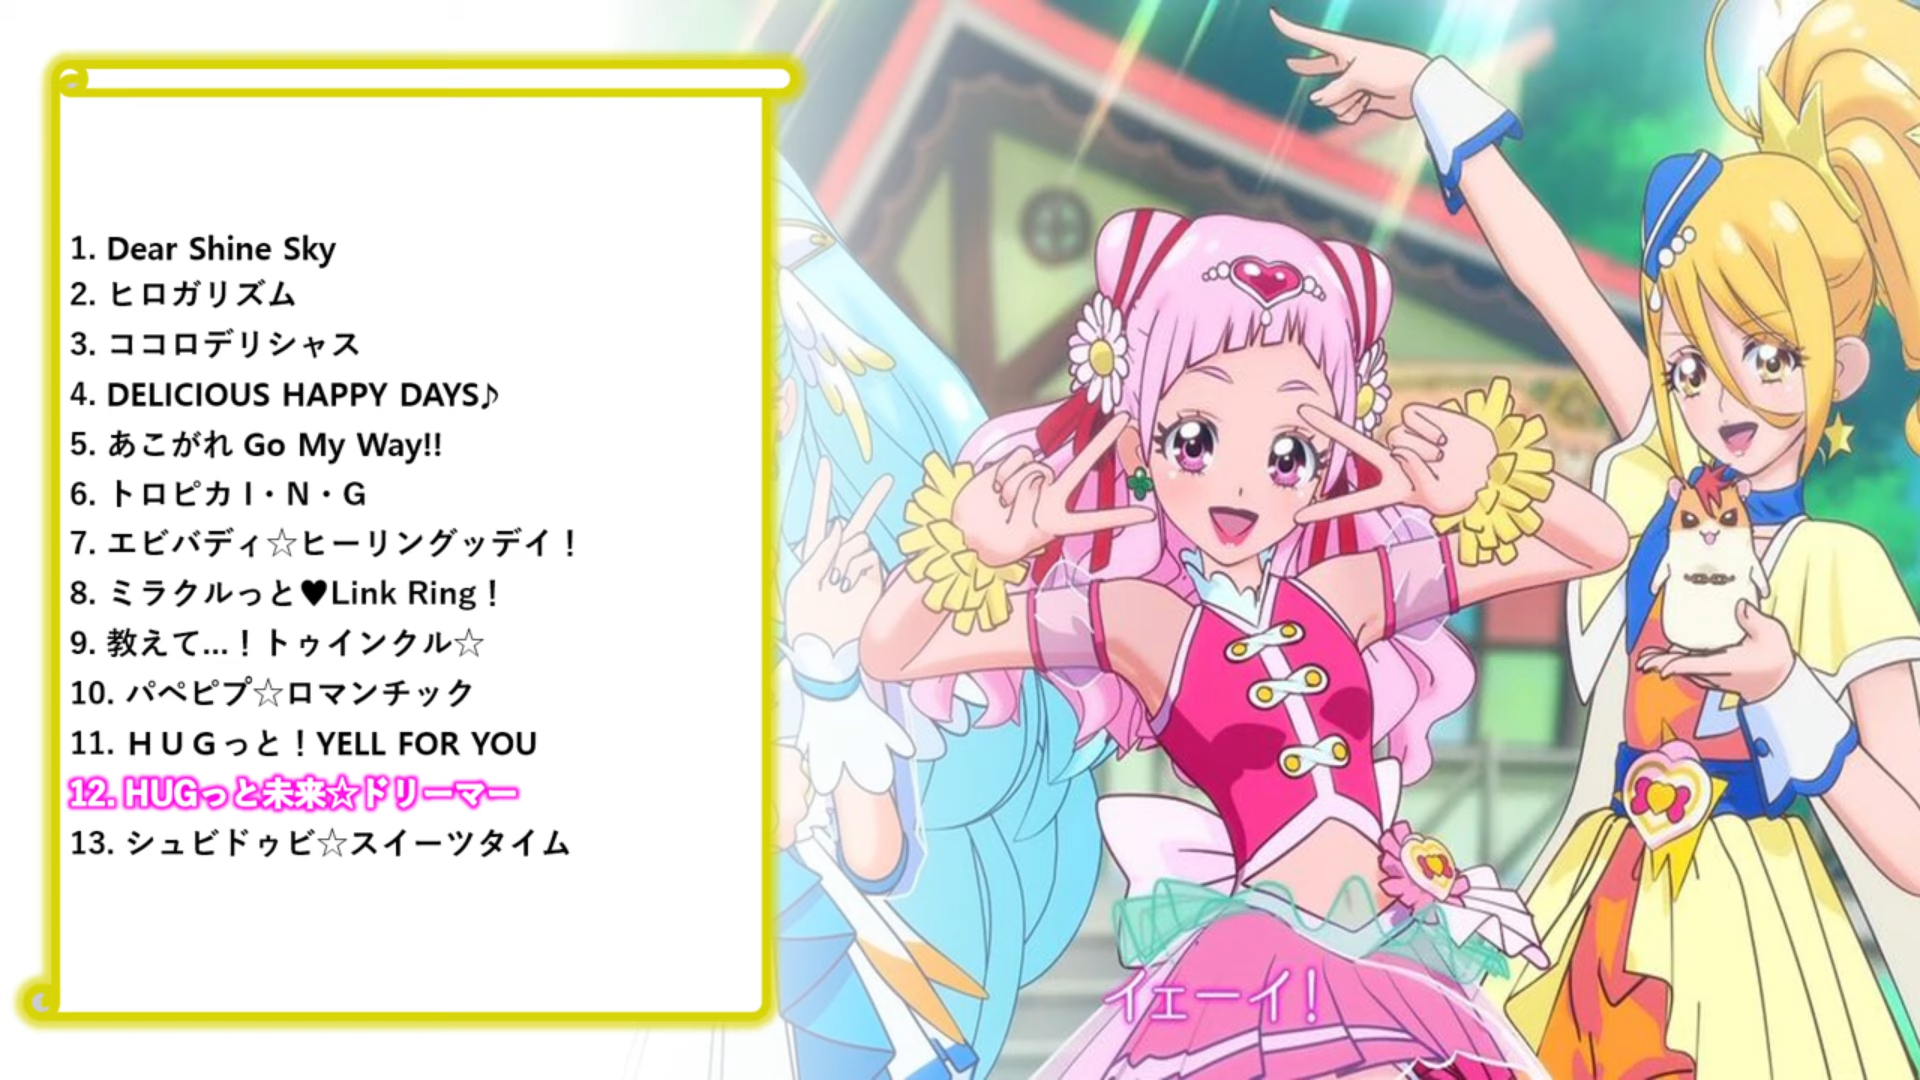 1. Dear Shine Sky
2. ヒロガリズム
3. ココロデリシャス
4. DELICIOUS HAPPY DAYS♪
5. あこがれ Go My Way!!
6. トロピカ I・N・G
7. エビバディ☆ヒーリングッデイ！
8. ミラクルっと♥Link Ring！
9. 教えて…！トゥインクル☆
10. パペピプ☆ロマンチック
11. ＨＵＧっと！YELL FOR YOU
12. HUGっと未来☆ドリーマー
13. シュビドゥビ☆スイーツタイム
イェーイ！